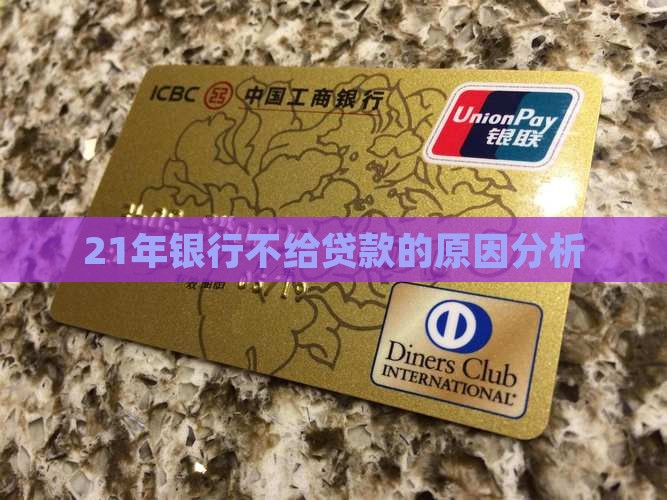 ICBC 中国工商银行
UnionPay
银联
21年银行不给贷款的原因分析
Diners Club
INTERNATIONAL